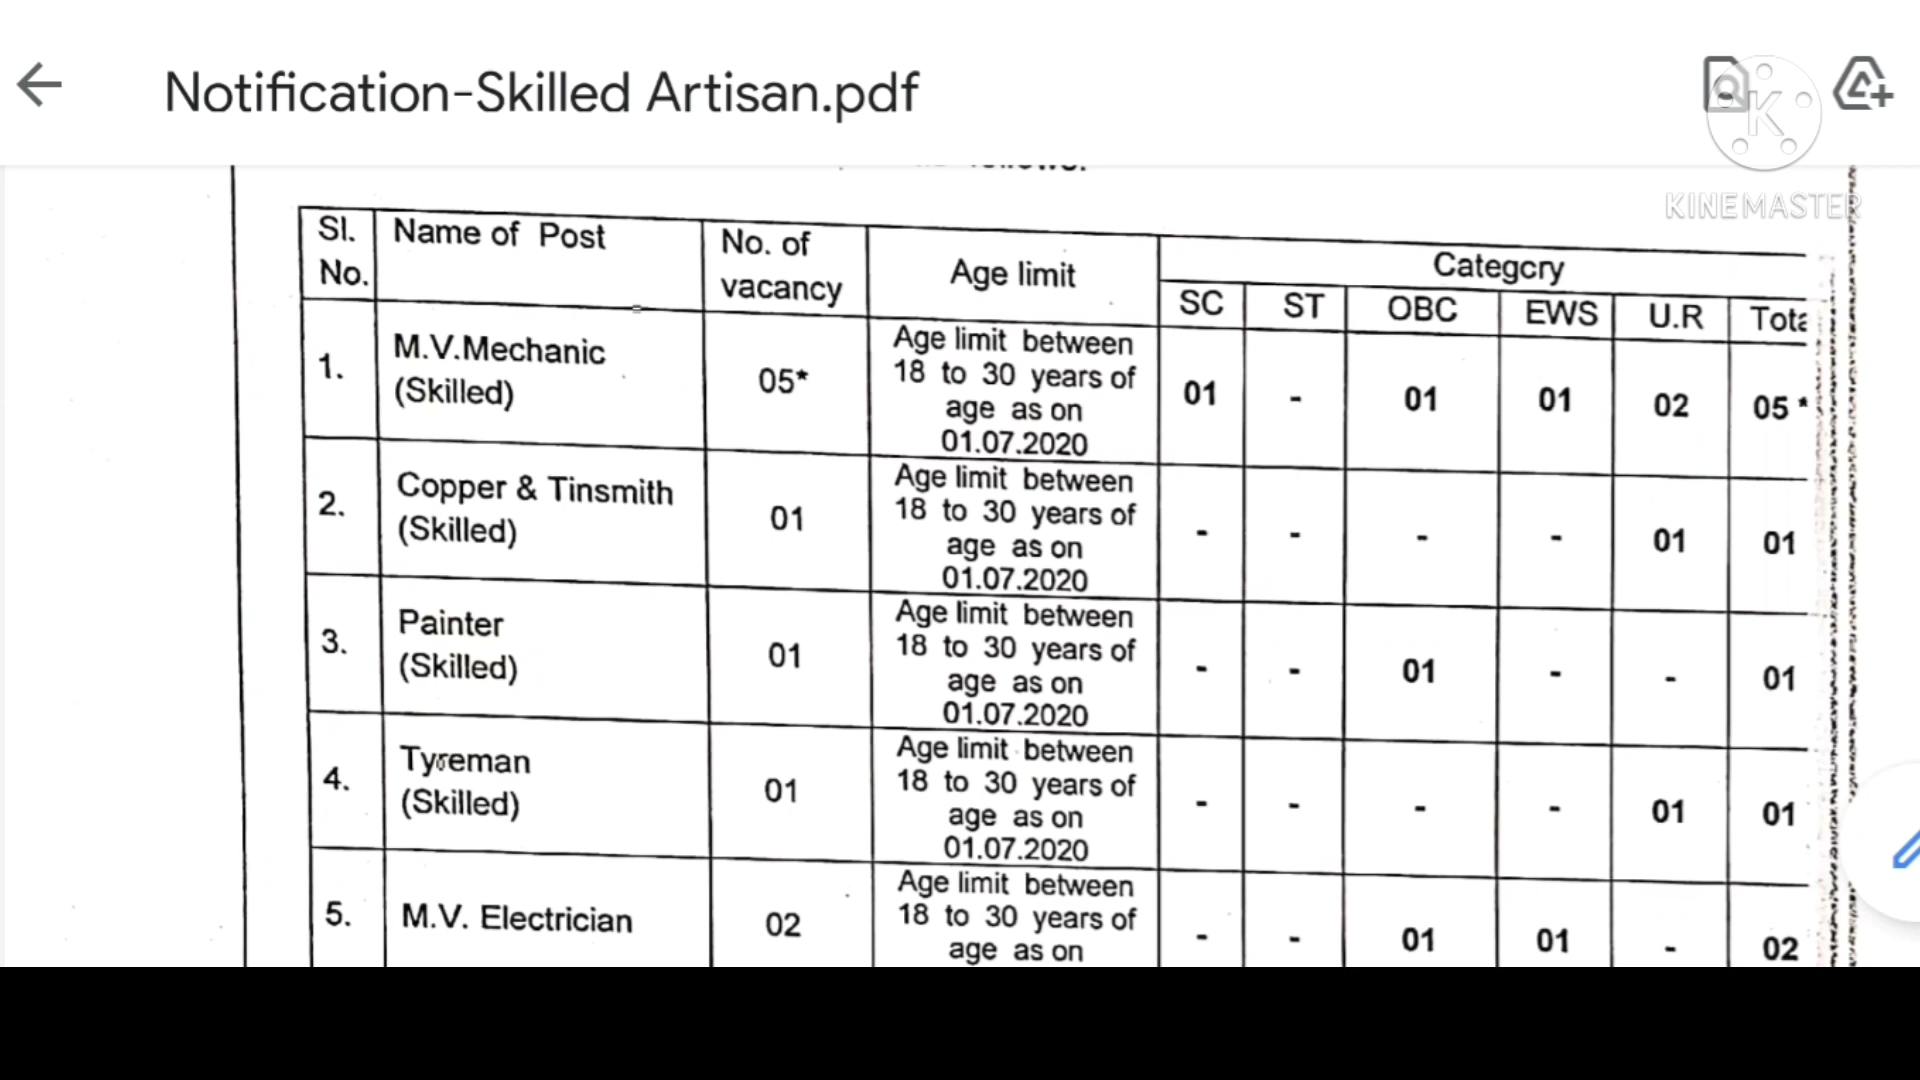 Notification-Skilled Artisan.pdf
KINEMASTER
Sl. No. Name of Post No. of vacancy Age limit Categcry
SC ST OBC EWS U.R Tota
1. M.V.Mechanic (Skilled) 05* Age limit between 18 to 30 years of age as on 01.07.2020 01 - 01 01 02 05 *
2. Copper & Tinsmith (Skilled) 01 Age limit between 18 to 30 years of age as on 01.07.2020 - - - - 01 01
3. Painter (Skilled) 01 Age limit between 18 to 30 years of age as on 01.07.2020 - - 01 - - 01
4. Tyreman (Skilled) 01 Age limit between 18 to 30 years of age as on 01.07.2020 - - - - 01 01
5. M.V. Electrician 02 Age limit between 18 to 30 years of age as on - - 01 01 - 02